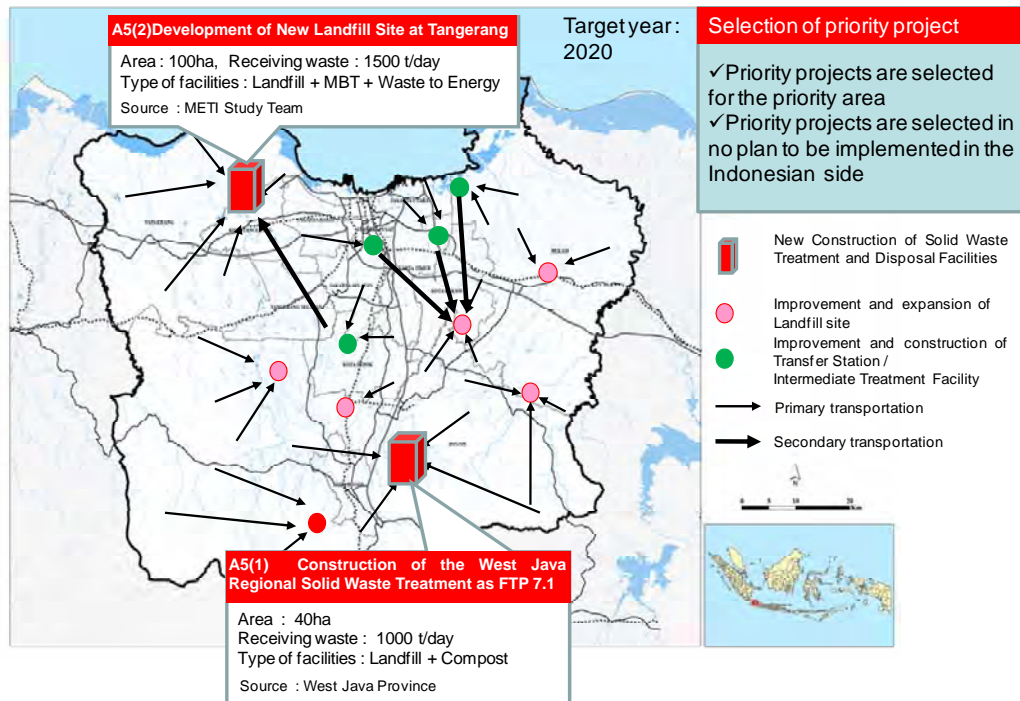 A5(2)Development of New Landfill Site at Tangerang
Area : 100ha, Receiving waste : 1500 t/day
Type of facilities : Landfill + MBT + Waste to Energy
Source : METI Study Team
Target year :
2020
Selection of priority project
✓Priority projects are selected
for the priority area
✓Priority projects are selected in
no plan to be implemented in the
Indonesian side
New Construction of Solid Waste
Treatment and Disposal Facilities
Improvement and expansion of
Landfill site
Improvement and construction of
Transfer Station /
Intermediate Treatment Facility
Primary transportation
Secondary transportation
N
A5(1) Construction of the West Java
Regional Solid Waste Treatment as FTP 7.1
Area : 40ha
Receiving waste : 1000 t/day
Type of facilities : Landfill + Compost
Source : West Java Province